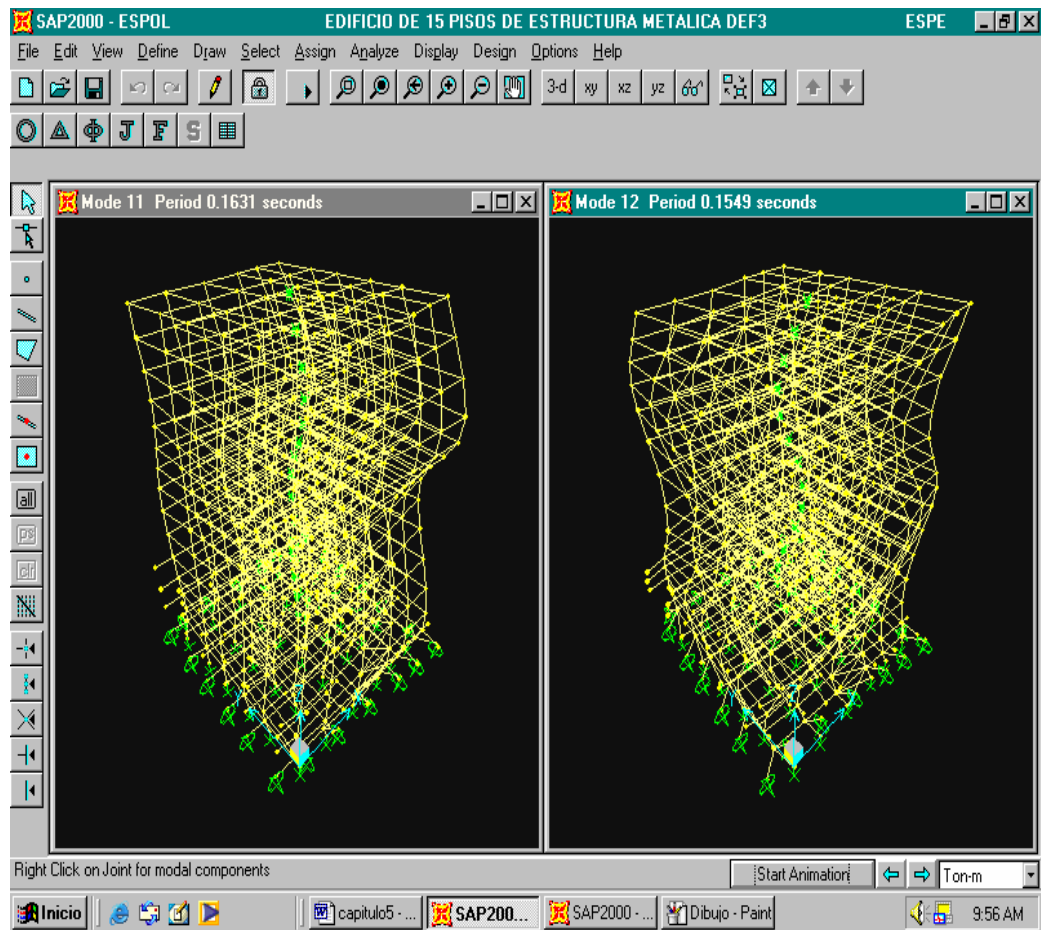 SAP2000 - ESPOL EDIFICIO DE 15 PISOS DE ESTRUCTURA METALICA DEF3 ESPE
File Edit View Define Draw Select Assign Analyze Display Design Options Help
3-d xy xz yz
J F S
Mode 11 Period 0.1631 seconds
Mode 12 Period 0.1549 seconds
all
ps
clr
Right Click on Joint for modal components
Start Animation
Ton-m
Inicio
capitulo5 - ...
SAP200...
SAP2000 - ...
Dibujo - Paint
9:56 AM